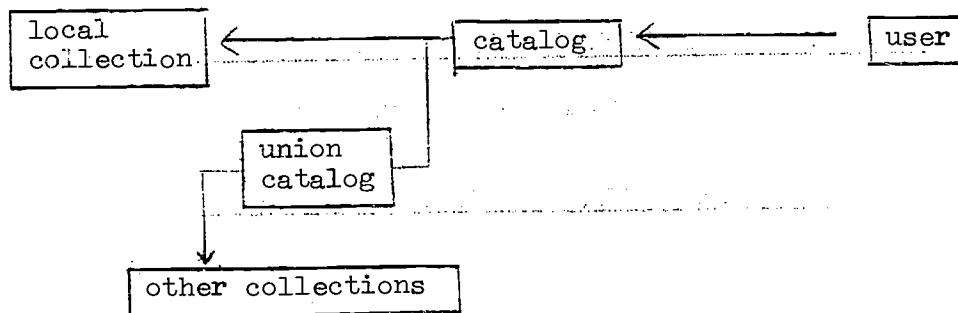 local
collection
catalog
user
union
catalog
other collections